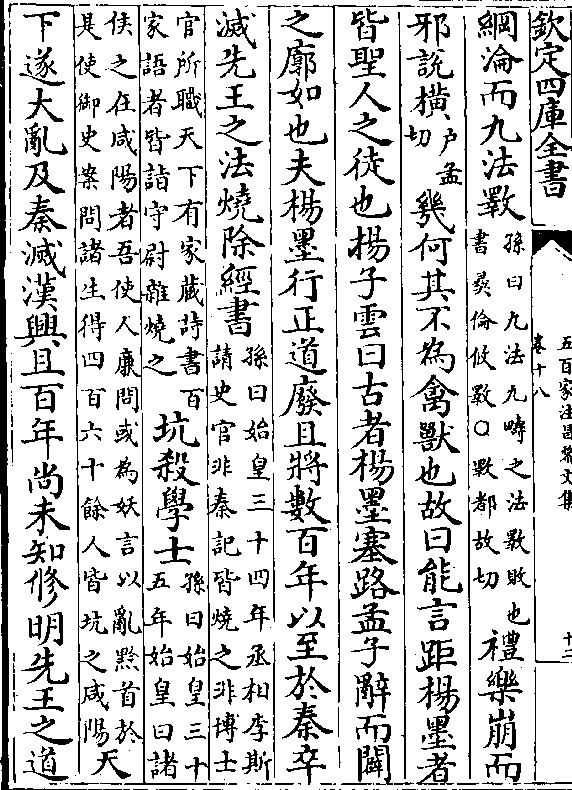 欽定四庫全書
五百家注昌黎文集
卷十八
十二
綱淪而九法斁孫曰九法九疇之法斁敗也書彛倫攸斁〇斁都故切禮樂崩而
邪說橫户孟切幾何其不為禽獸也故曰能言距楊墨者
皆聖人之徒也揚子雲曰古者楊墨塞路孟子辭而闢
之廓如也夫楊墨行正道廢且將數百年以至於秦卒
滅先王之法燒除經書孫曰始皇三十四年丞相李斯請史官非秦記皆燒之非博士
官所職天下有家藏詩書百家語者皆詣守尉雜燒之坑殺學士孫曰始皇三十五年始皇曰諸
侠之在咸陽者吾使人廉問或為妖言以亂黔首於是使御史案問諸生得四百六十餘人皆坑之咸陽天
下遂大亂及秦滅漢興且百年尚未知修明先王之道